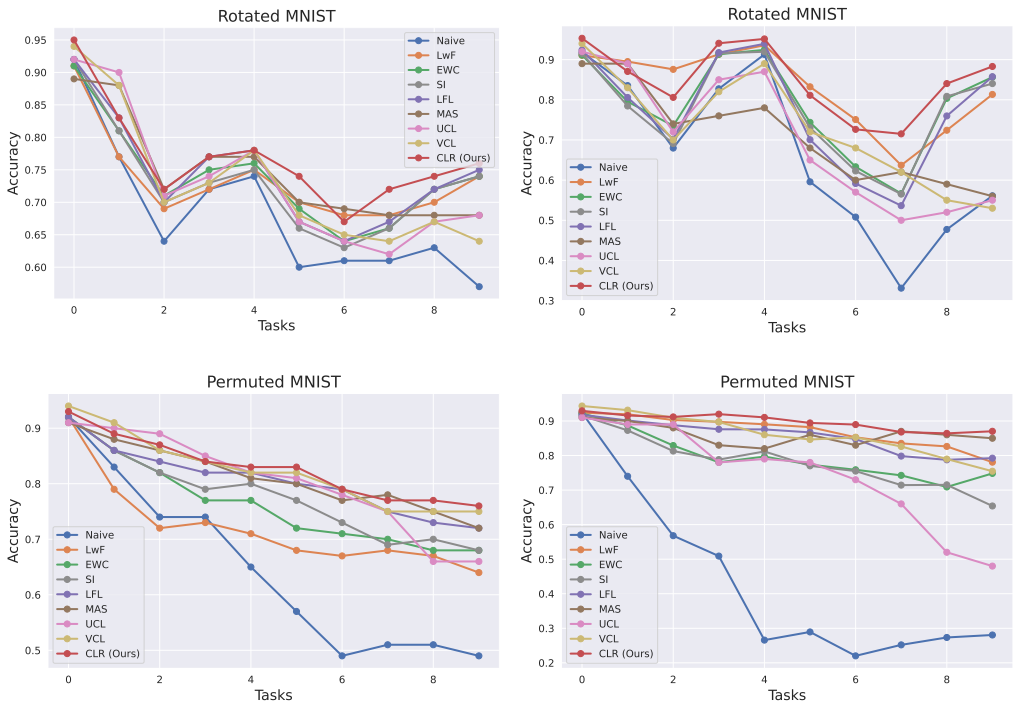 Rotated MNIST
Accuracy
0.95
0.90
0.85
0.80
0.75
0.70
0.65
0.60
0 2 4 6 8
Tasks
Naive
LwF
EWC
SI
LFL
MAS
UCL
VCL
CLR (Ours)
Rotated MNIST
Accuracy
0.9
0.8
0.7
0.6
0.5
0.4
0.3
0 2 4 6 8
Tasks
Naive
LwF
EWC
SI
LFL
MAS
UCL
VCL
CLR (Ours)
Permuted MNIST
Accuracy
0.9
0.8
0.7
0.6
0.5
0 2 4 6 8
Tasks
Naive
LwF
EWC
SI
LFL
MAS
UCL
VCL
CLR (Ours)
Permuted MNIST
Accuracy
0.9
0.8
0.7
0.6
0.5
0.4
0.3
0.2
0 2 4 6 8
Tasks
Naive
LwF
EWC
SI
LFL
MAS
UCL
VCL
CLR (Ours)